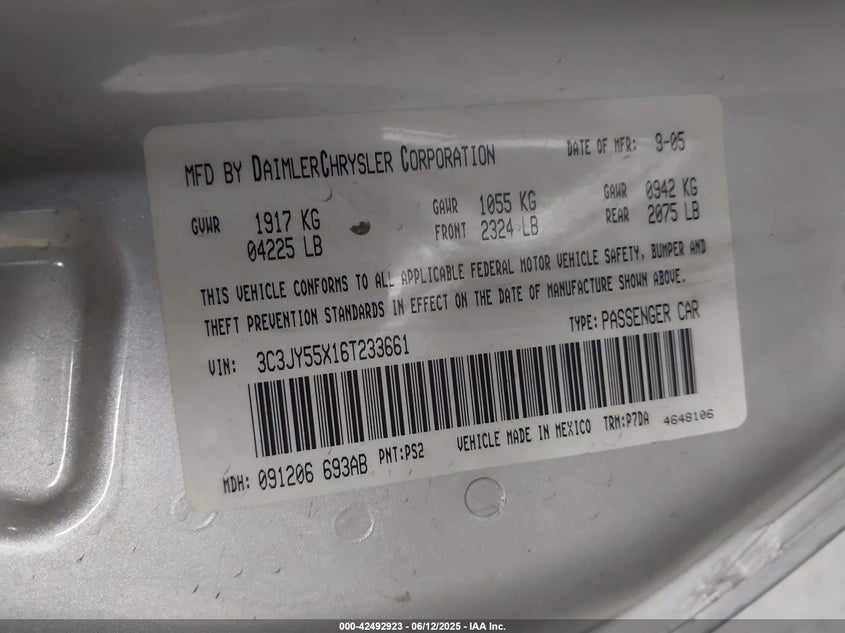 MFD BY DAIMLERCHRYSLER CORPORATION DATE OF MFR: 9-05
GVWR 1917 KG GAWR 1055 KG GAWR 0942 KG
04225 LB FRONT 2324 LB REAR 2075 LB
THIS VEHICLE CONFORMS TO ALL APPLICABLE FEDERAL MOTOR VEHICLE SAFETY, BUMPER AND
THEFT PREVENTION STANDARDS IN EFFECT ON THE DATE OF MANUFACTURE SHOWN ABOVE.
VIN: 3C3JY55X16T233661 TYPE: PASSENGER CAR
MDH: 091206 693AB PNT:PS2 VEHICLE MADE IN MEXICO TRM:P7DA 4648106
000-42492923 - 06/12/2025 - IAA Inc.